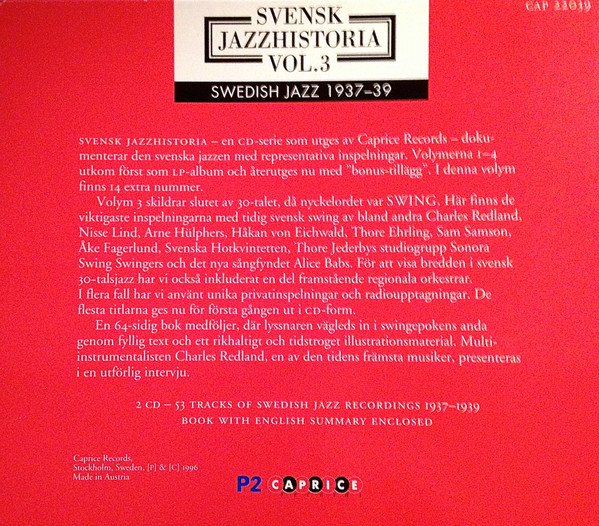 CAP 22039
SVENSK
JAZZHISTORIA
VOL.3
SWEDISH JAZZ 1937–39
SVENSK JAZZHISTORIA – en CD-serie som utges av Caprice Records – doku-
menterar den svenska jazzen med representativa inspelningar. Volymerna 1–4
utkom först som LP-album och återutges nu med "bonus-tillägg". I denna volym
finns 14 extra nummer.
Volym 3 skildrar slutet av 30-talet, då nyckelordet var SWING. Här finns de
viktigaste inspelningarna med tidig svensk swing av bland andra Charles Redland,
Nisse Lind, Arne Hülphers, Håkan von Eichwald, Thore Ehrling, Sam Samson,
Åke Fagerlund, Svenska Hotkvintetten, Thore Jederbys studiogrupp Sonora
Swing Swingers och det nya sångfyndet Alice Babs. För att visa bredden i svensk
30-talsjazz har vi också inkluderat en del framstående regionala orkestrar.
I flera fall har vi använt unika privatinspelningar och radioupptagningar. De
flesta titlarna ges nu för första gången ut i CD-form.
En 64-sidig bok medföljer, där lyssnaren vägleds in i swingepokens anda
genom fyllig text och ett rikhaltigt och tidstroget illustrationsmaterial. Multi-
instrumentalisten Charles Redland, en av den tidens främsta musiker, presenteras
i en utförlig intervju.
2 CD – 53 TRACKS OF SWEDISH JAZZ RECORDINGS 1937–1939
BOOK WITH ENGLISH SUMMARY ENCLOSED
Caprice Records,
Stockholm, Sweden. [P] & [C] 1996
Made in Austria
P2 CAPRICE